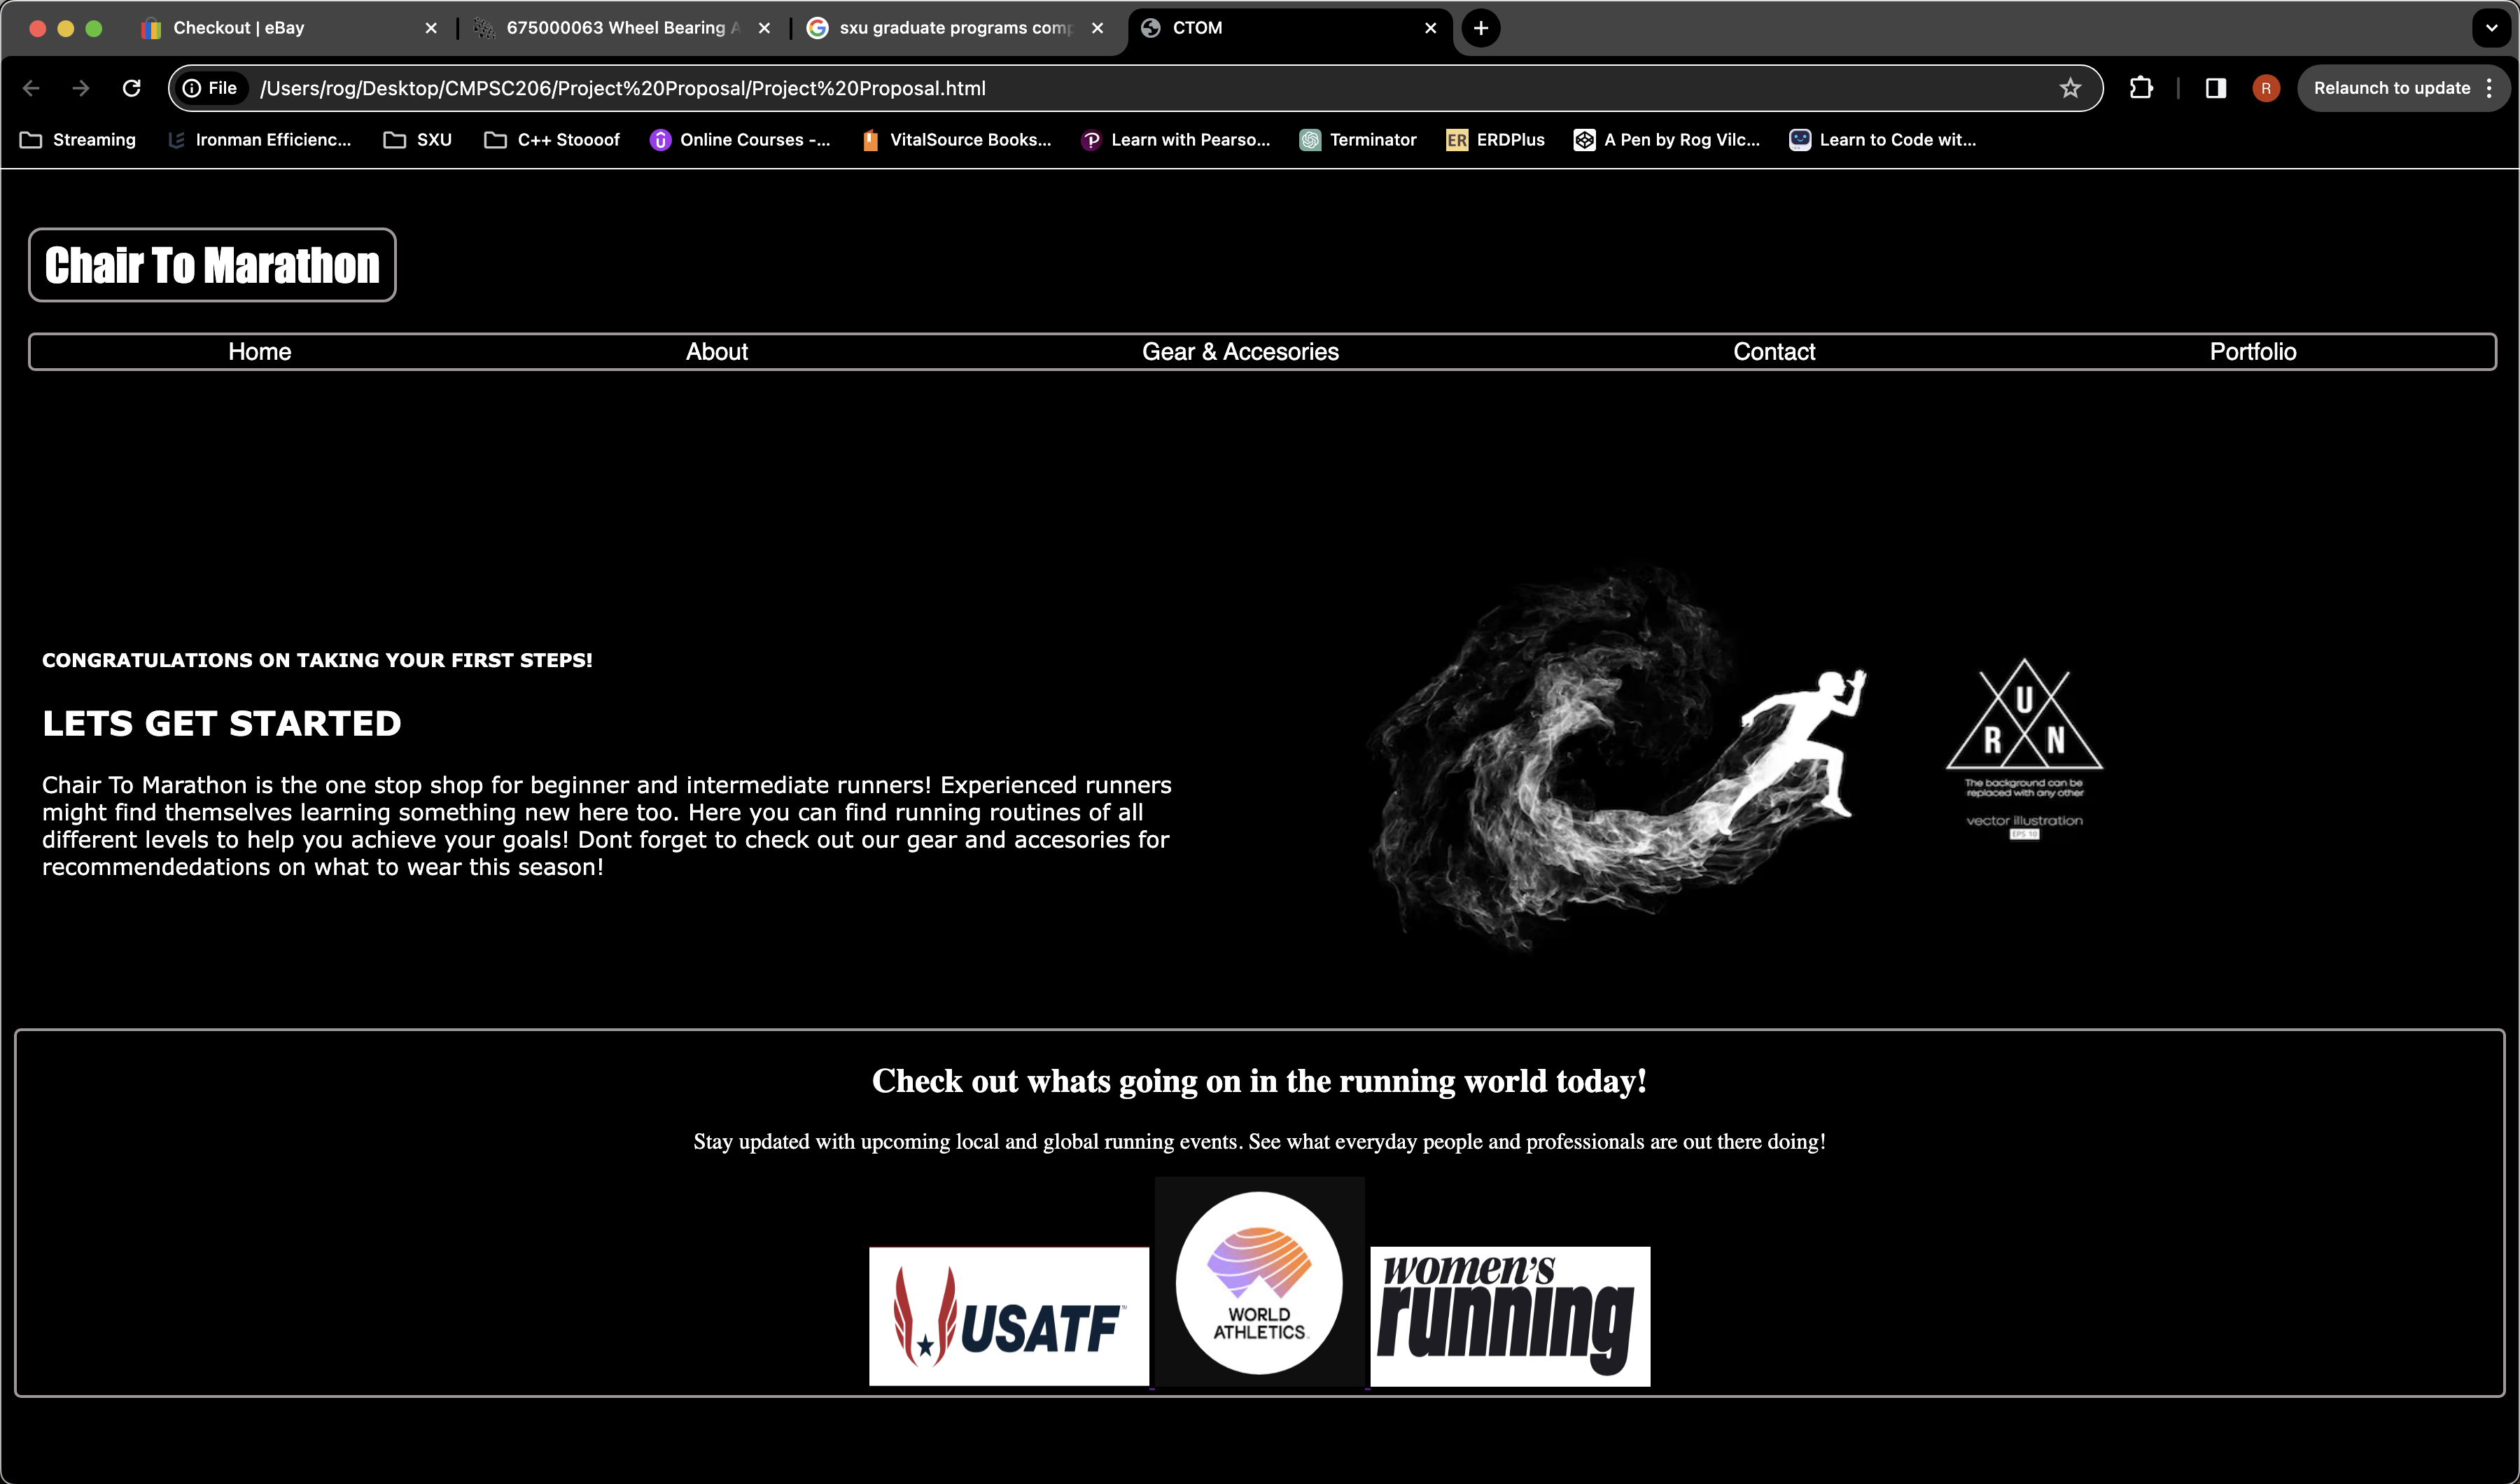 Checkout | eBay
675000063 Wheel Bearing A
sxu graduate programs comp
CTOM
File
/Users/rog/Desktop/CMPSC206/Project%20Proposal/Project%20Proposal.html
R
Relaunch to update
Streaming
Ironman Efficienc...
SXU
C++ Stoooof
Online Courses -...
VitalSource Books...
Learn with Pearso...
Terminator
ER
ERDPlus
A Pen by Rog Vilc...
Learn to Code wit...
Chair To Marathon
Home
About
Gear & Accesories
Contact
Portfolio
CONGRATULATIONS ON TAKING YOUR FIRST STEPS!
LETS GET STARTED
Chair To Marathon is the one stop shop for beginner and intermediate runners! Experienced runners
might find themselves learning something new here too. Here you can find running routines of all
different levels to help you achieve your goals! Dont forget to check out our gear and accesories for
recommendedations on what to wear this season!
RUN
The background can be
replaced with any other
vector illustration
EPS 10
Check out whats going on in the running world today!
Stay updated with upcoming local and global running events. See what everyday people and professionals are out there doing!
USATF™
WORLD
ATHLETICS
women's
running